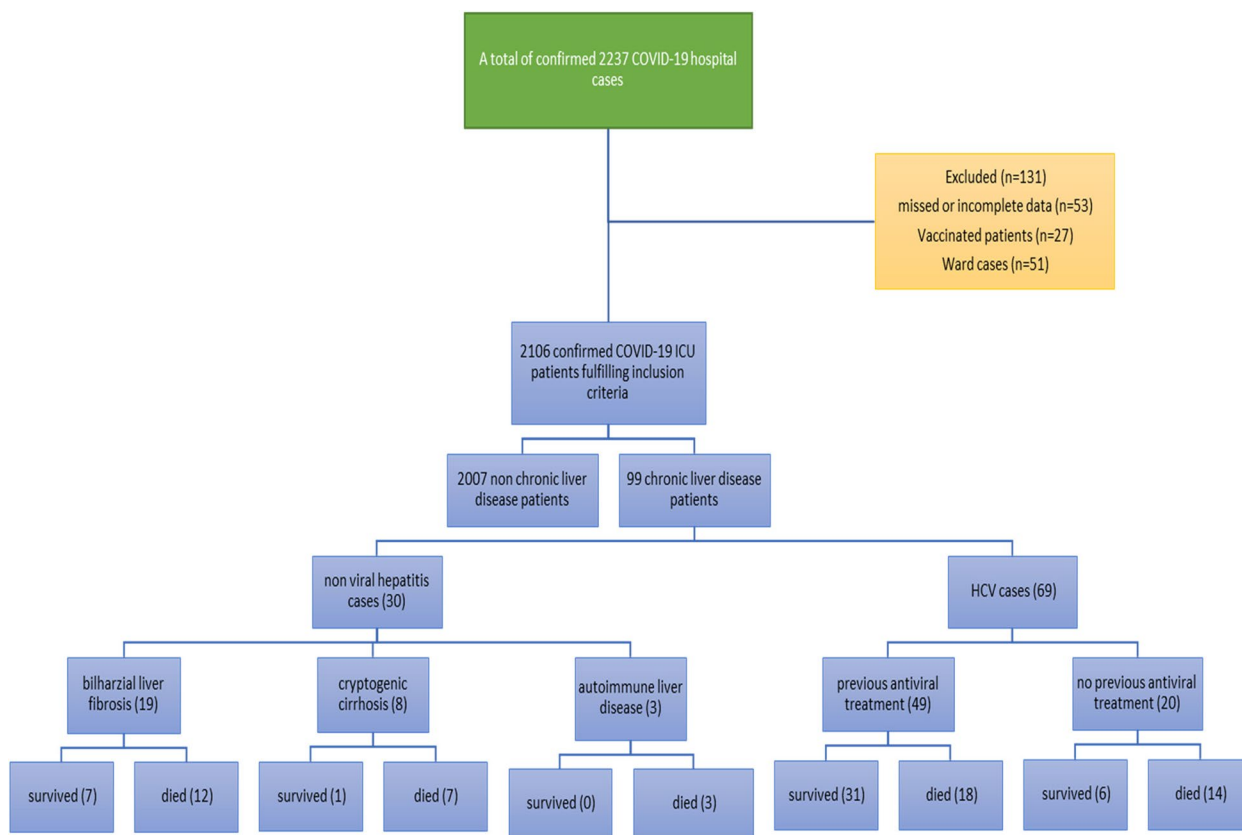 A total of confirmed 2237 COVID-19 hospital
cases
Excluded (n=131)
missed or incomplete data (n=53)
Vaccinated patients (n=27)
Ward cases (n=51)
2106 confirmed COVID-19 ICU
patients fulfilling inclusion
criteria
2007 non chronic liver
disease patients
99 chronic liver disease
patients
non viral hepatitis
cases (30)
HCV cases (69)
bilharzial liver
fibrosis (19)
cryptogenic
cirrhosis (8)
autoimmune liver
disease (3)
previous antiviral
treatment (49)
no previous antiviral
treatment (20)
survived (7)
died (12)
survived (1)
died (7)
survived (0)
died (3)
survived (31)
died (18)
survived (6)
died (14)